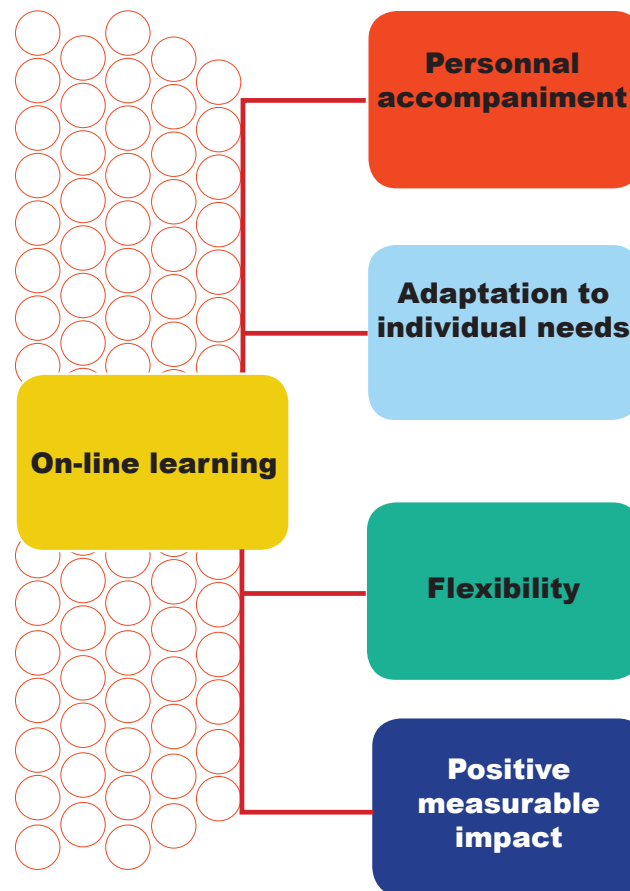 Personnal
accompaniment
Adaptation to
individual needs
On-line learning
Flexibility
Positive
measurable
impact